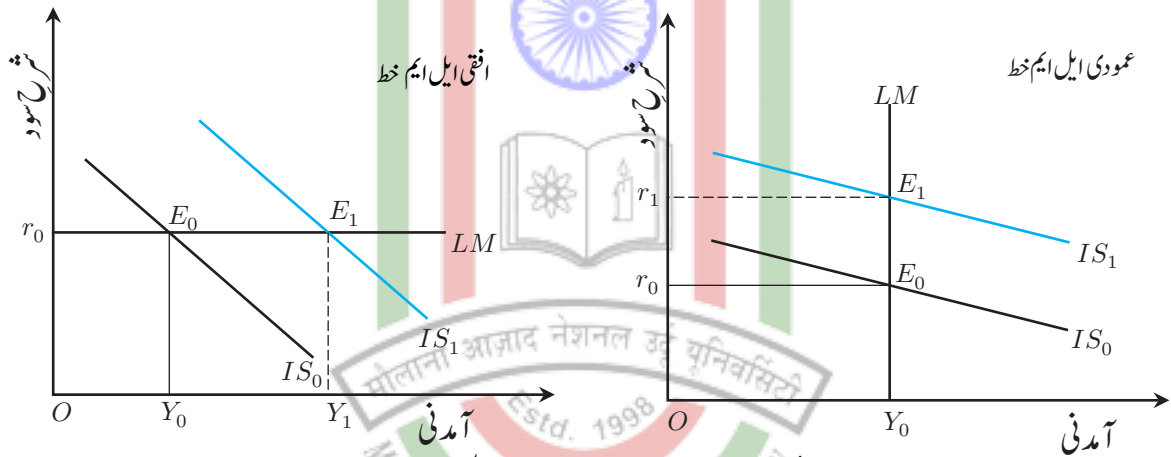 افقی ایل ایم خط
شرح سود
r₀
E₀
E₁
LM
IS₁
IS₀
O
Y₀
Y₁
آمدنی
عمودی ایل ایم خط
شرح سود
LM
r₁
E₁
IS₁
r₀
E₀
IS₀
O
Y₀
آمدنی
मौलाना आज़ाद नेशनल उर्दू यूनिवर्सिटी
Estd. 1998